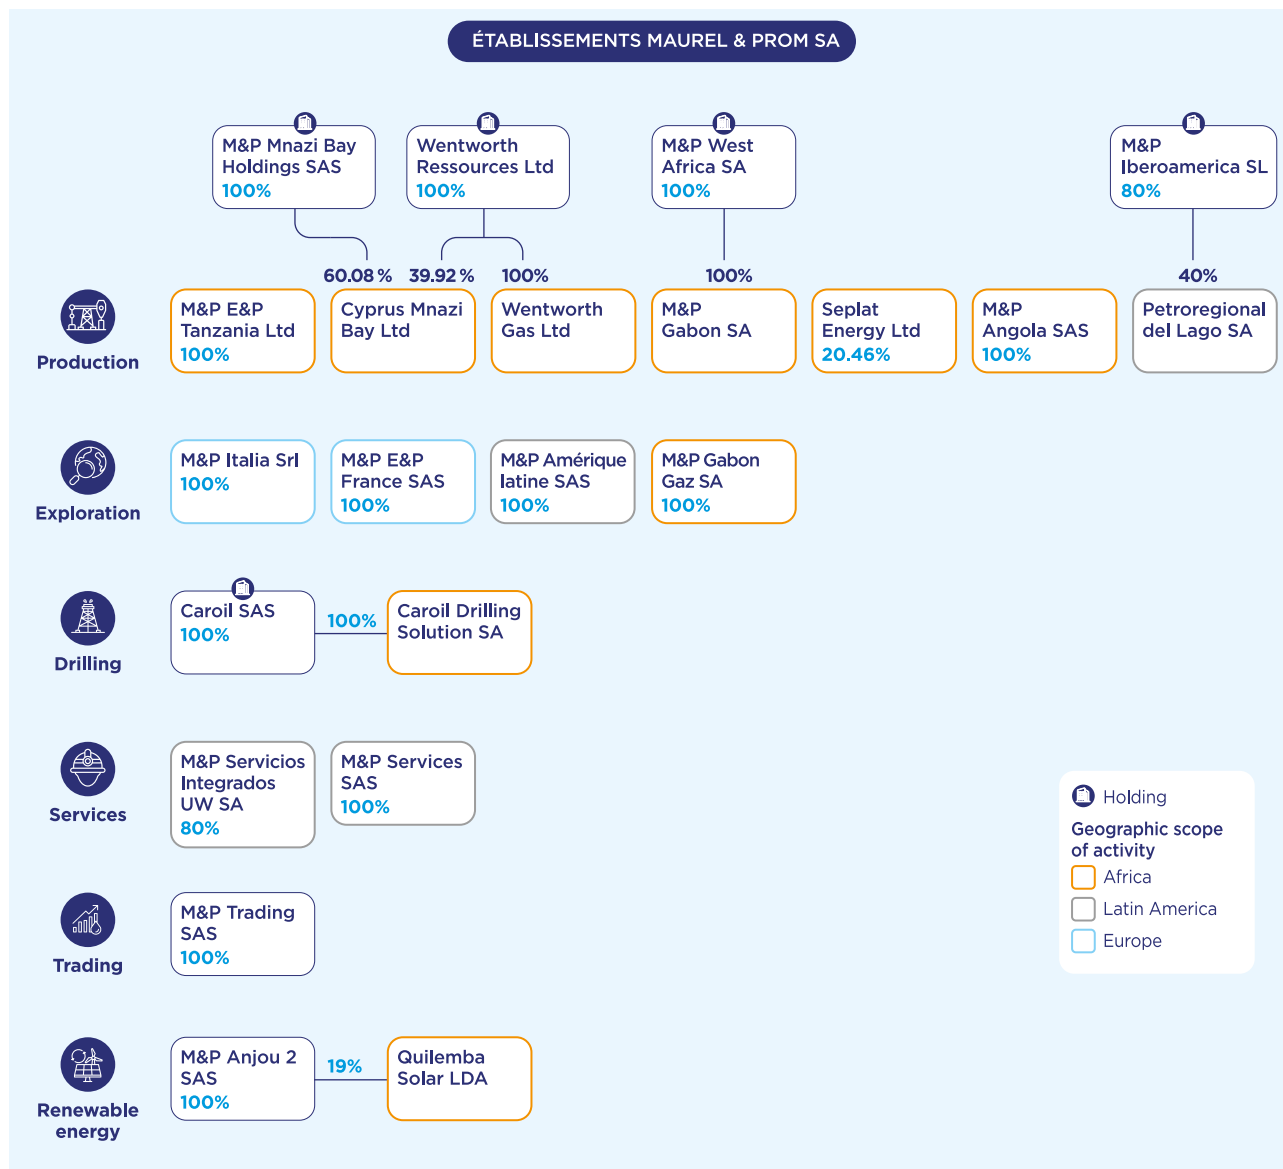 ÉTABLISSEMENTS MAUREL & PROM SA
M&P Mnazi Bay
Holdings SAS
100%
Wentworth
Ressources Ltd
100%
M&P West
Africa SA
100%
M&P
Iberoamerica SL
80%
60.08 %
39.92 %
100%
100%
40%
Production
M&P E&P
Tanzania Ltd
100%
Cyprus Mnazi
Bay Ltd
Wentworth
Gas Ltd
M&P
Gabon SA
Seplat
Energy Ltd
20.46%
M&P
Angola SAS
100%
Petroregional
del Lago SA
Exploration
M&P Italia Srl
100%
M&P E&P
France SAS
100%
M&P Amérique
latine SAS
100%
M&P Gabon
Gaz SA
100%
Drilling
Caroil SAS
100%
100%
Caroil Drilling
Solution SA
Services
M&P Servicios
Integrados
UW SA
80%
M&P Services
SAS
100%
Trading
M&P Trading
SAS
100%
Renewable
energy
M&P Anjou 2
SAS
100%
19%
Quilemba
Solar LDA
Holding
Geographic scope
of activity
Africa
Latin America
Europe